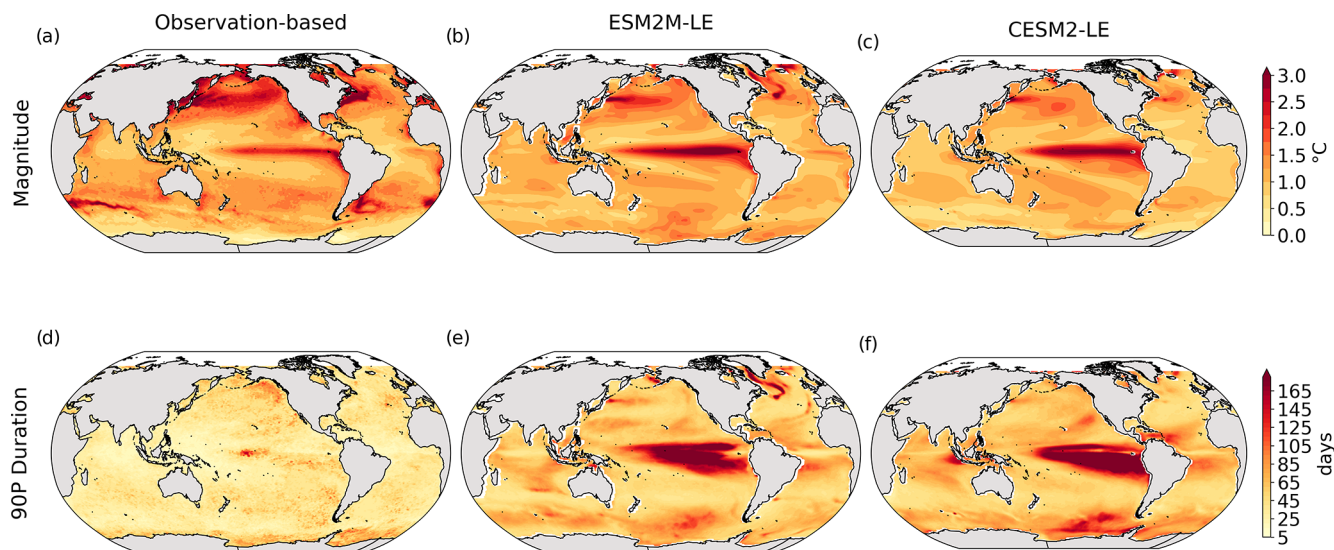 Observation-based
ESM2M-LE
CESM2-LE
(a)
(b)
(c)
Magnitude
3.0
2.5
2.0
1.5
1.0
0.5
0.0
°C
(d)
(e)
(f)
90P Duration
165
145
125
105
85
65
45
25
5
days